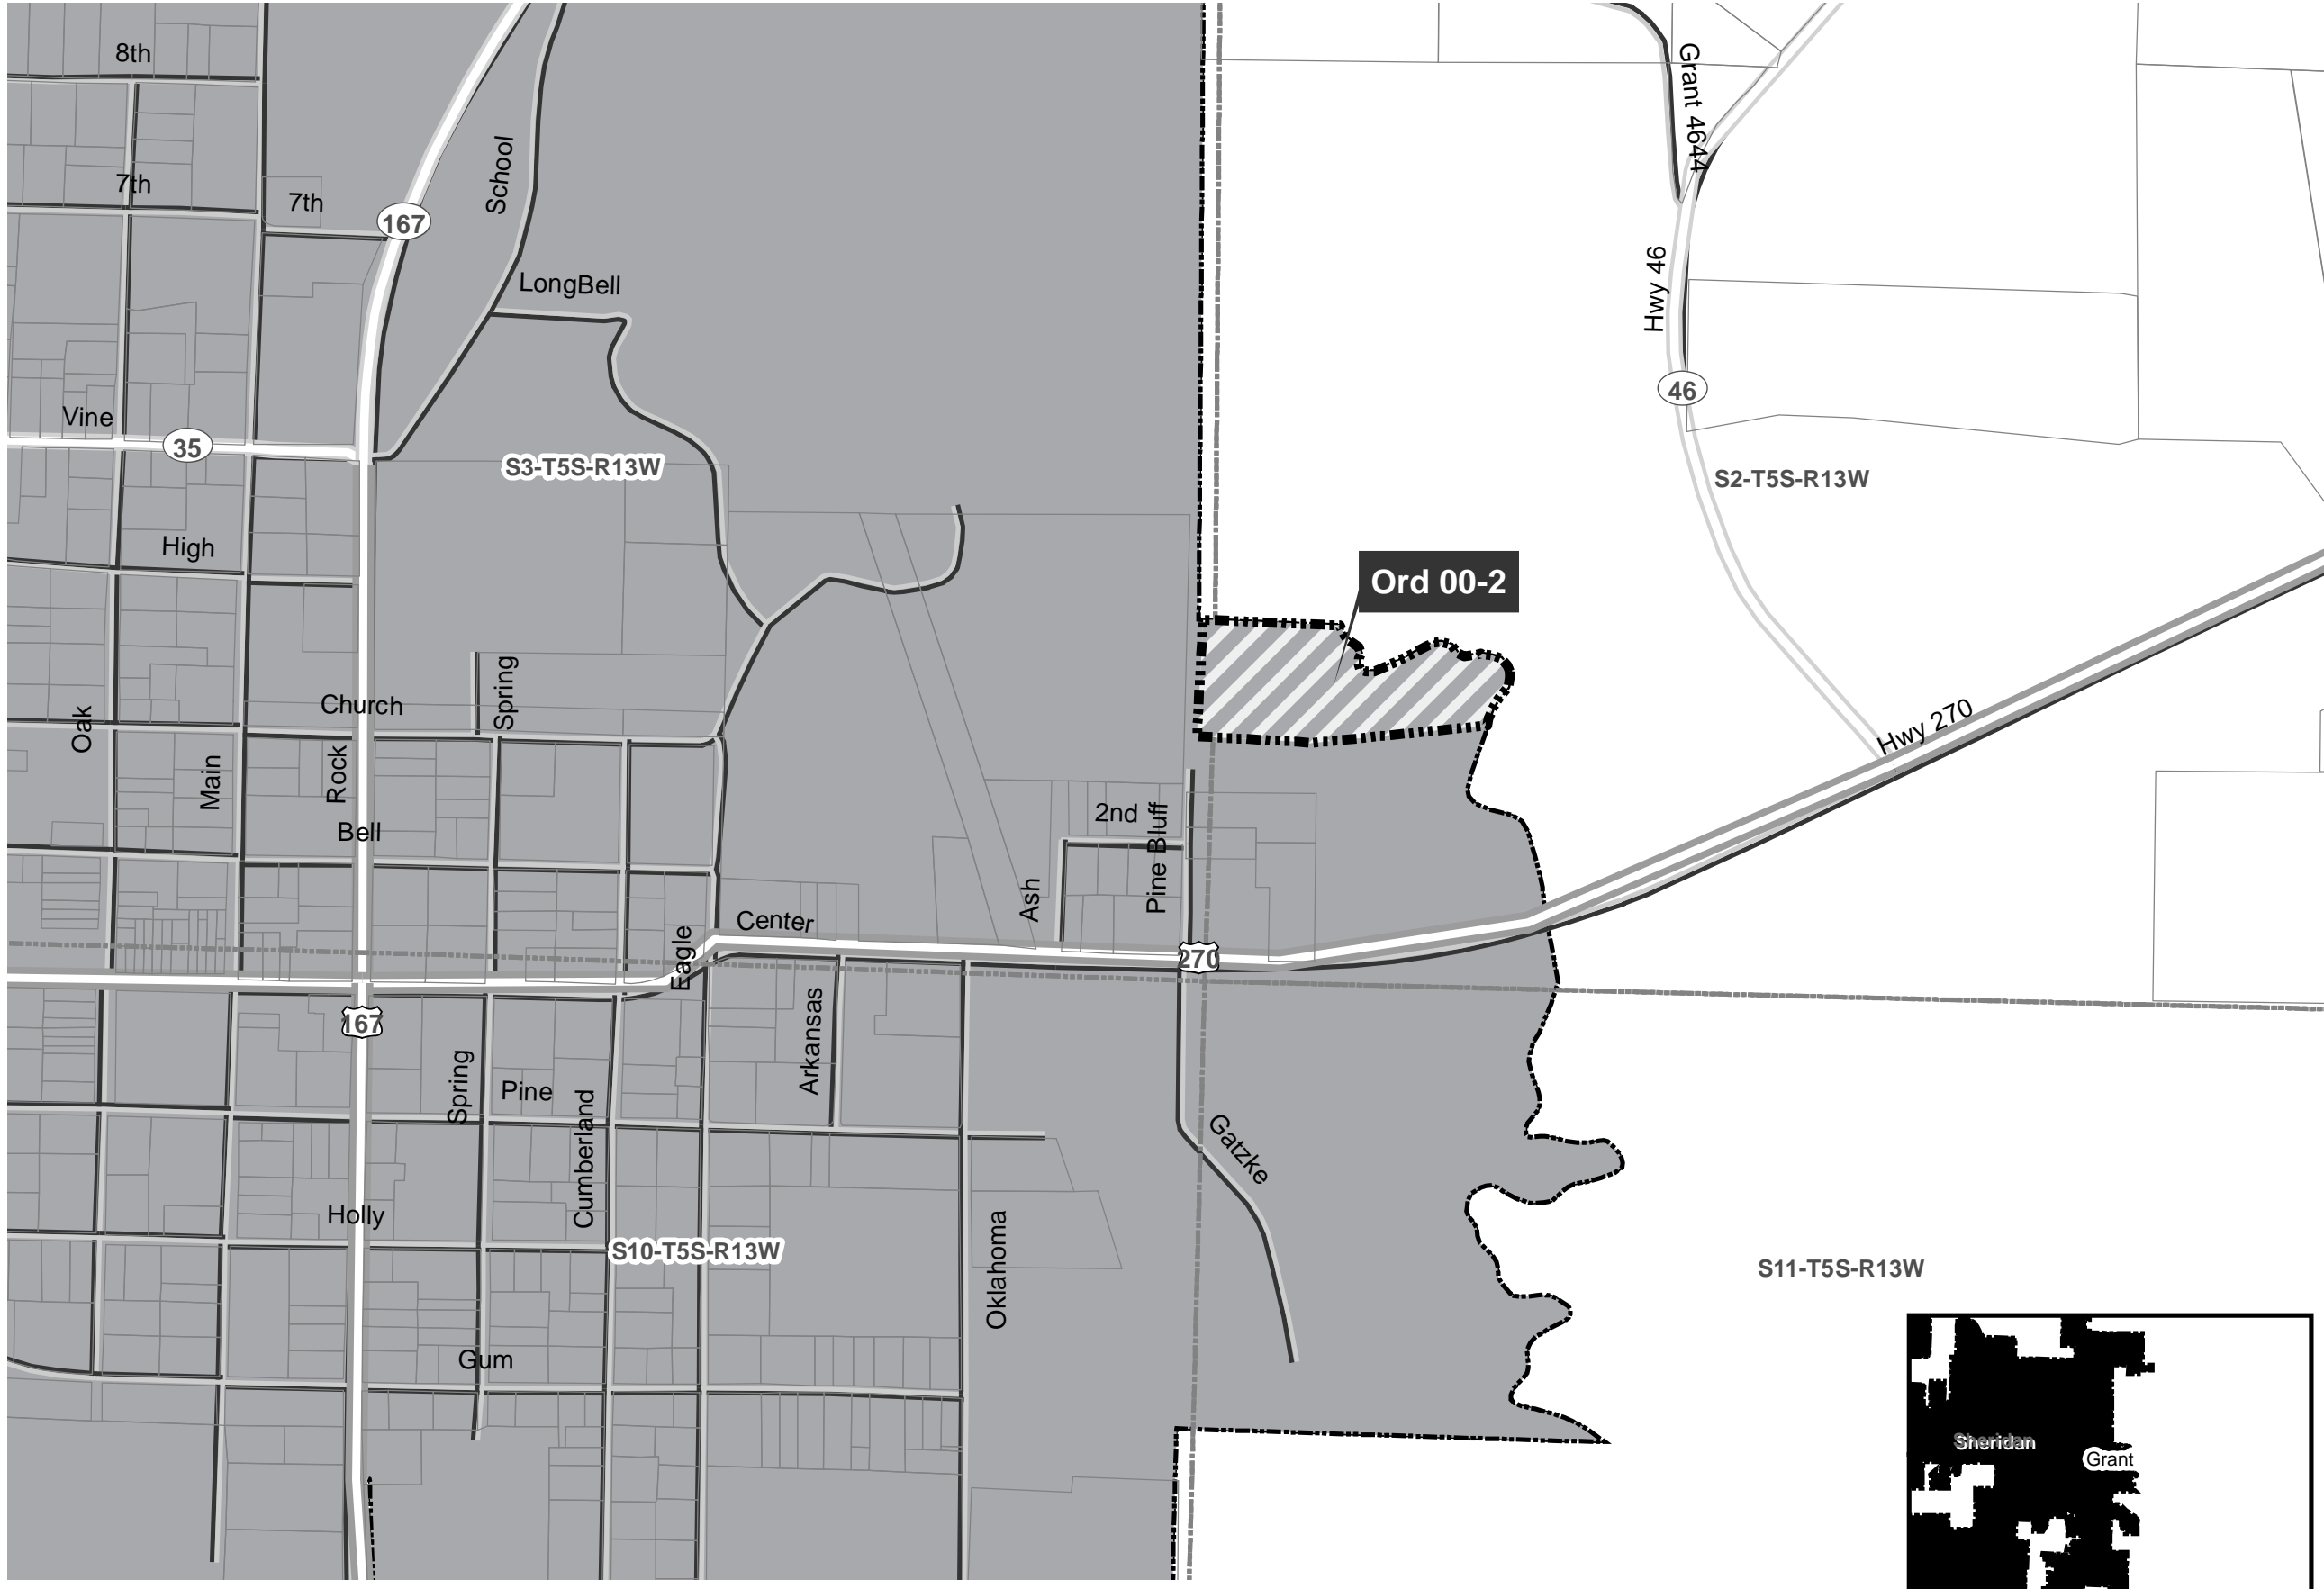 8th
Grant 4644
School
7th
7th
167
Hwy 46
LongBell
46
Vine
35
S3-T5S-R13W
S2-T5S-R13W
High
Ord 00-2
Spring
Church
Oak
Hwy 270
Main
Rock
2nd
Pine Bluff
Bell
Ash
Center
Eagle
270
167
Arkansas
Spring
Pine
Cumberland
Gatzke
Holly
S10-T5S-R13W
Oklahoma
S11-T5S-R13W
Gum
Sheridan
Grant